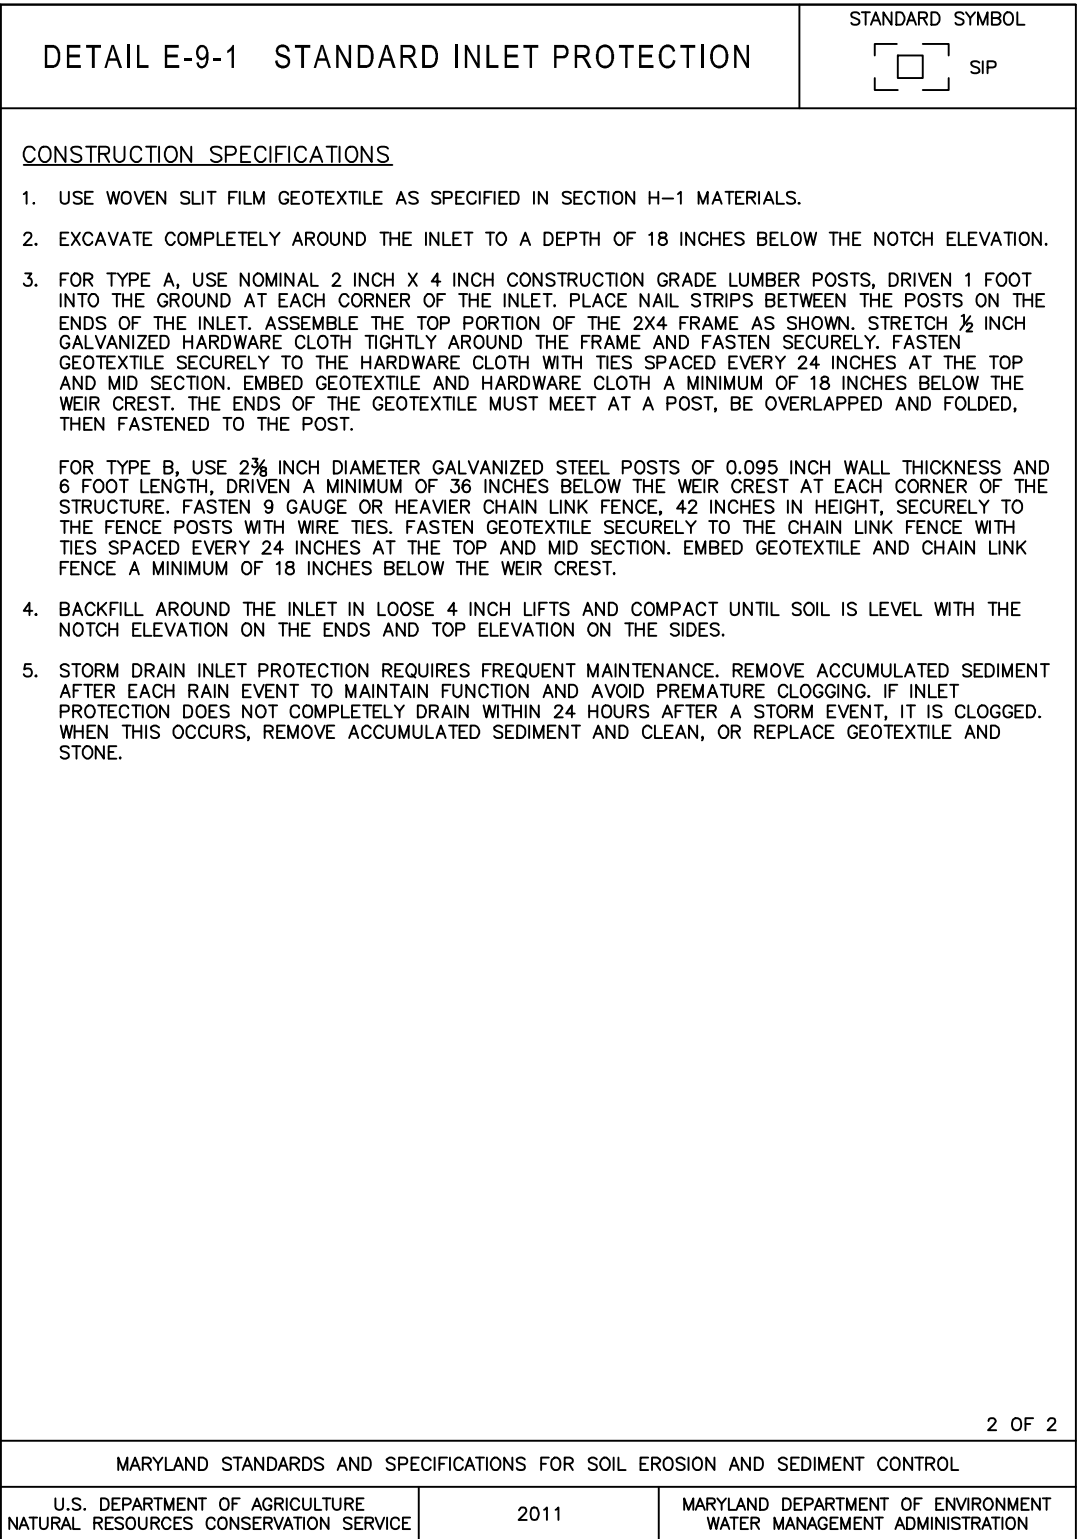 DETAIL E-9-1 STANDARD INLET PROTECTION
STANDARD SYMBOL
SIP
CONSTRUCTION SPECIFICATIONS
1. USE WOVEN SLIT FILM GEOTEXTILE AS SPECIFIED IN SECTION H-1 MATERIALS.
2. EXCAVATE COMPLETELY AROUND THE INLET TO A DEPTH OF 18 INCHES BELOW THE NOTCH ELEVATION.
3. FOR TYPE A, USE NOMINAL 2 INCH X 4 INCH CONSTRUCTION GRADE LUMBER POSTS, DRIVEN 1 FOOT
INTO THE GROUND AT EACH CORNER OF THE INLET. PLACE NAIL STRIPS BETWEEN THE POSTS ON THE
ENDS OF THE INLET. ASSEMBLE THE TOP PORTION OF THE 2X4 FRAME AS SHOWN. STRETCH ½ INCH
GALVANIZED HARDWARE CLOTH TIGHTLY AROUND THE FRAME AND FASTEN SECURELY. FASTEN
GEOTEXTILE SECURELY TO THE HARDWARE CLOTH WITH TIES SPACED EVERY 24 INCHES AT THE TOP
AND MID SECTION. EMBED GEOTEXTILE AND HARDWARE CLOTH A MINIMUM OF 18 INCHES BELOW THE
WEIR CREST. THE ENDS OF THE GEOTEXTILE MUST MEET AT A POST, BE OVERLAPPED AND FOLDED,
THEN FASTENED TO THE POST.
FOR TYPE B, USE 2⅜ INCH DIAMETER GALVANIZED STEEL POSTS OF 0.095 INCH WALL THICKNESS AND
6 FOOT LENGTH, DRIVEN A MINIMUM OF 36 INCHES BELOW THE WEIR CREST AT EACH CORNER OF THE
STRUCTURE. FASTEN 9 GAUGE OR HEAVIER CHAIN LINK FENCE, 42 INCHES IN HEIGHT, SECURELY TO
THE FENCE POSTS WITH WIRE TIES. FASTEN GEOTEXTILE SECURELY TO THE CHAIN LINK FENCE WITH
TIES SPACED EVERY 24 INCHES AT THE TOP AND MID SECTION. EMBED GEOTEXTILE AND CHAIN LINK
FENCE A MINIMUM OF 18 INCHES BELOW THE WEIR CREST.
4. BACKFILL AROUND THE INLET IN LOOSE 4 INCH LIFTS AND COMPACT UNTIL SOIL IS LEVEL WITH THE
NOTCH ELEVATION ON THE ENDS AND TOP ELEVATION ON THE SIDES.
5. STORM DRAIN INLET PROTECTION REQUIRES FREQUENT MAINTENANCE. REMOVE ACCUMULATED SEDIMENT
AFTER EACH RAIN EVENT TO MAINTAIN FUNCTION AND AVOID PREMATURE CLOGGING. IF INLET
PROTECTION DOES NOT COMPLETELY DRAIN WITHIN 24 HOURS AFTER A STORM EVENT, IT IS CLOGGED.
WHEN THIS OCCURS, REMOVE ACCUMULATED SEDIMENT AND CLEAN, OR REPLACE GEOTEXTILE AND
STONE.
2 OF 2
MARYLAND STANDARDS AND SPECIFICATIONS FOR SOIL EROSION AND SEDIMENT CONTROL
U.S. DEPARTMENT OF AGRICULTURE
NATURAL RESOURCES CONSERVATION SERVICE
2011
MARYLAND DEPARTMENT OF ENVIRONMENT
WATER MANAGEMENT ADMINISTRATION